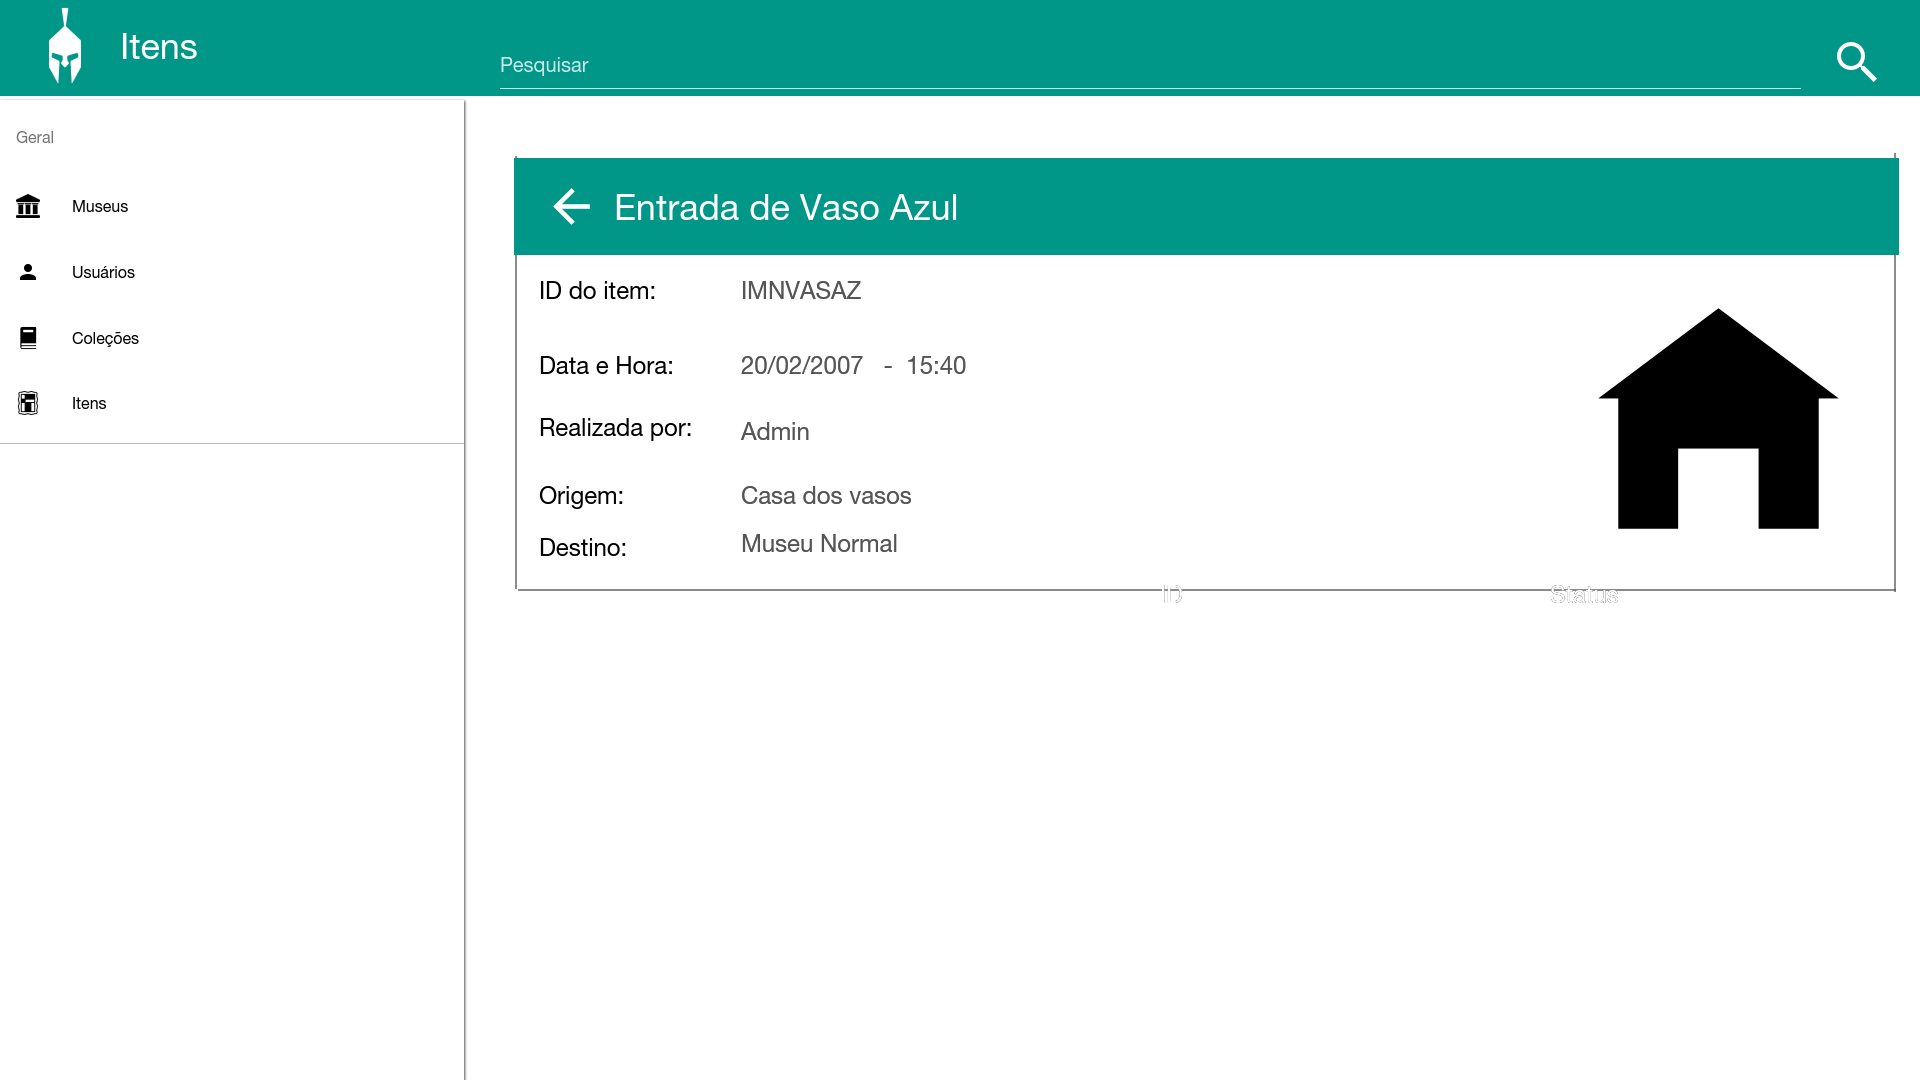 Itens
Pesquisar
Geral
Museus
Usuários
Coleções
Itens
Entrada de Vaso Azul
ID do item: IMNVASAZ
Data e Hora: 20/02/2007 - 15:40
Realizada por: Admin
Origem: Casa dos vasos
Destino: Museu Normal
ID Status